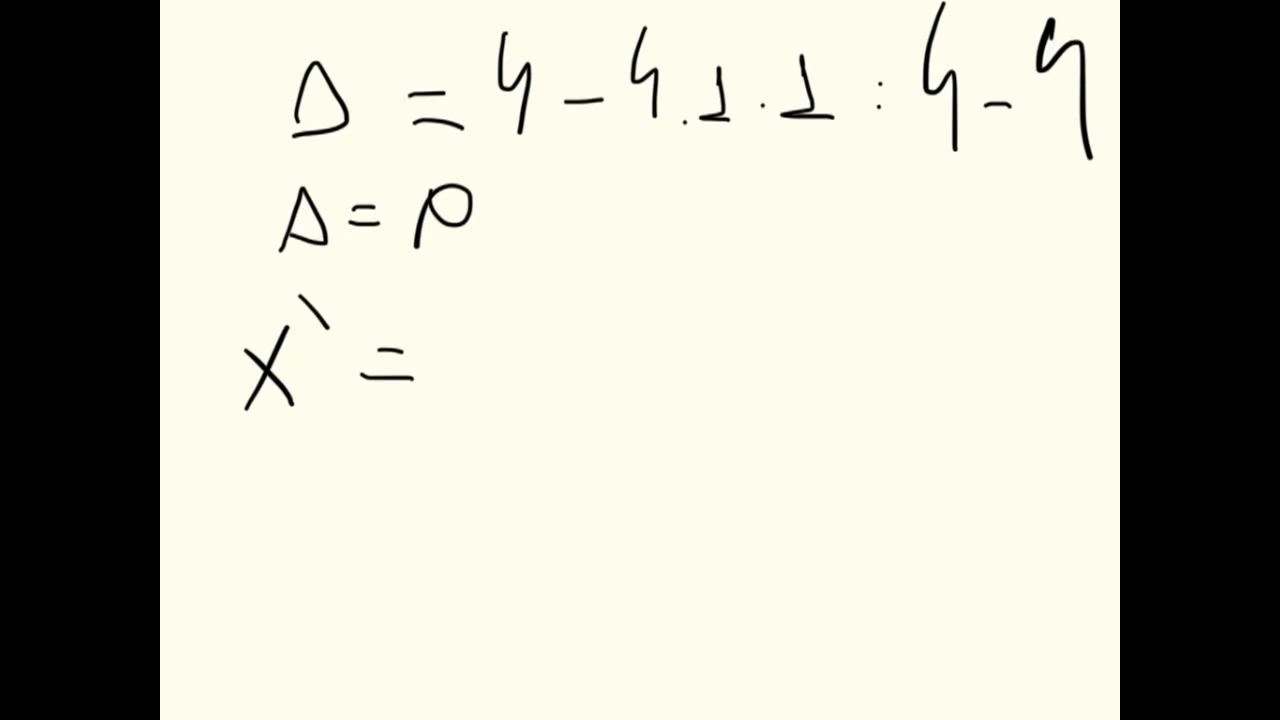 Δ = 4 - 4 . 1 . 1 : 4 - 4
Δ = 0
X` =